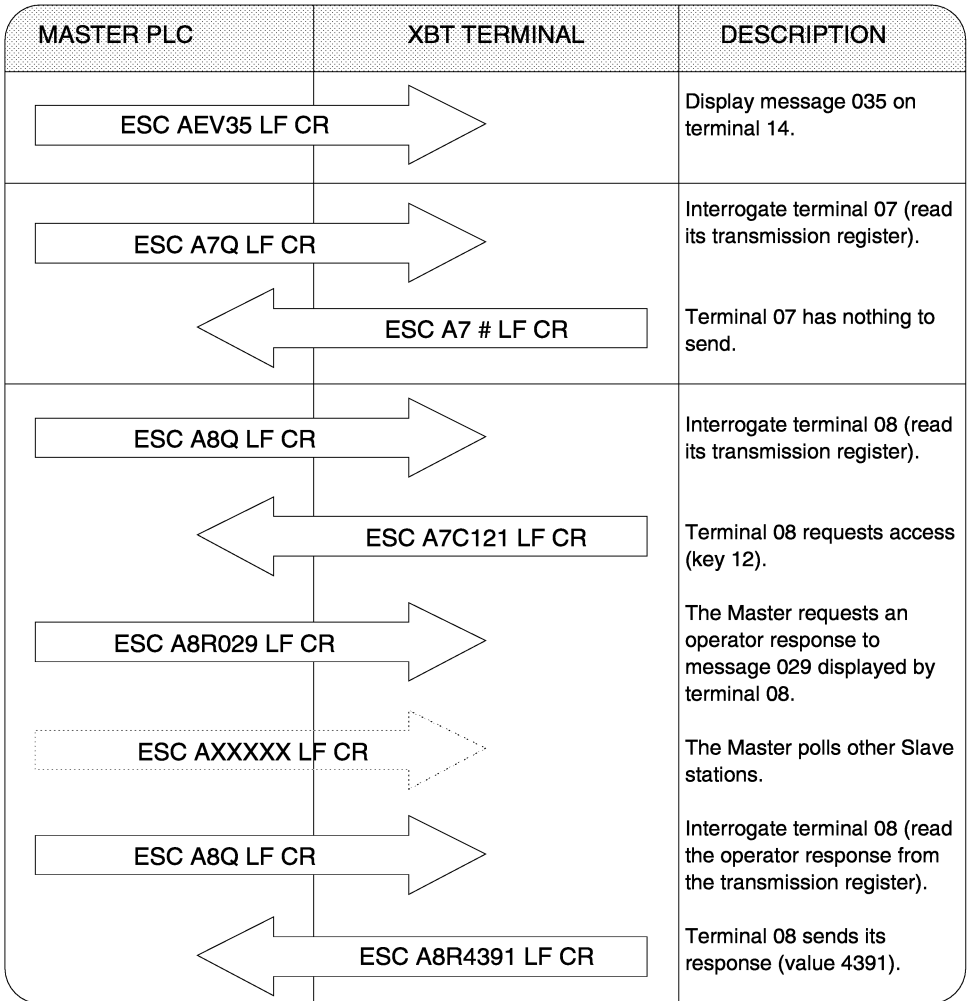 MASTER PLC
XBT TERMINAL
DESCRIPTION
ESC AEV35 LF CR
Display message 035 on
terminal 14.
ESC A7Q LF CR
Interrogate terminal 07 (read
its transmission register).
ESC A7 # LF CR
Terminal 07 has nothing to
send.
ESC A8Q LF CR
Interrogate terminal 08 (read
its transmission register).
ESC A7C121 LF CR
Terminal 08 requests access
(key 12).
ESC A8R029 LF CR
The Master requests an
operator response to
message 029 displayed by
terminal 08.
ESC AXXXXX LF CR
The Master polls other Slave
stations.
ESC A8Q LF CR
Interrogate terminal 08 (read
the operator response from
the transmission register).
ESC A8R4391 LF CR
Terminal 08 sends its
response (value 4391).